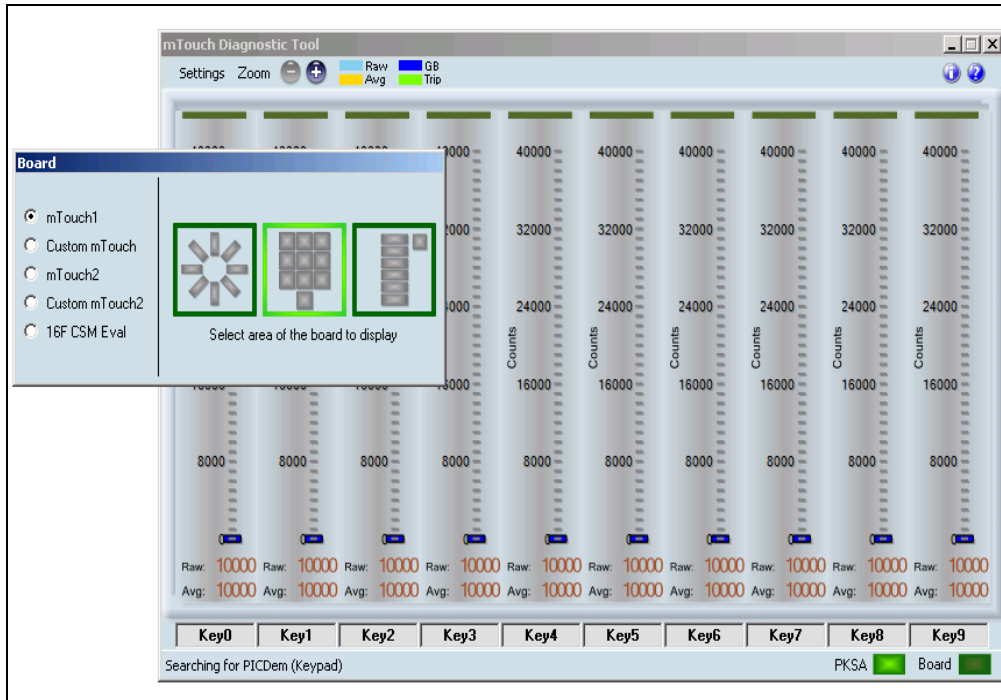 mTouch Diagnostic Tool
Settings Zoom Raw GB
Avg Trip
Board
mTouch1
Custom mTouch
mTouch2
Custom mTouch2
16F CSM Eval
Select area of the board to display
40000 40000 40000 40000 40000 40000
32000 32000 32000 32000 32000 32000
24000 24000 24000 24000 24000 24000
Counts Counts Counts Counts Counts Counts
16000 16000 16000 16000 16000 16000
8000 8000 8000 8000 8000 8000 8000 8000 8000 8000
Raw: 10000 Raw: 10000 Raw: 10000 Raw: 10000 Raw: 10000 Raw: 10000 Raw: 10000 Raw: 10000 Raw: 10000 Raw: 10000
Avg: 10000 Avg: 10000 Avg: 10000 Avg: 10000 Avg: 10000 Avg: 10000 Avg: 10000 Avg: 10000 Avg: 10000 Avg: 10000
Key0 Key1 Key2 Key3 Key4 Key5 Key6 Key7 Key8 Key9
Searching for PICDem (Keypad) PKSA Board